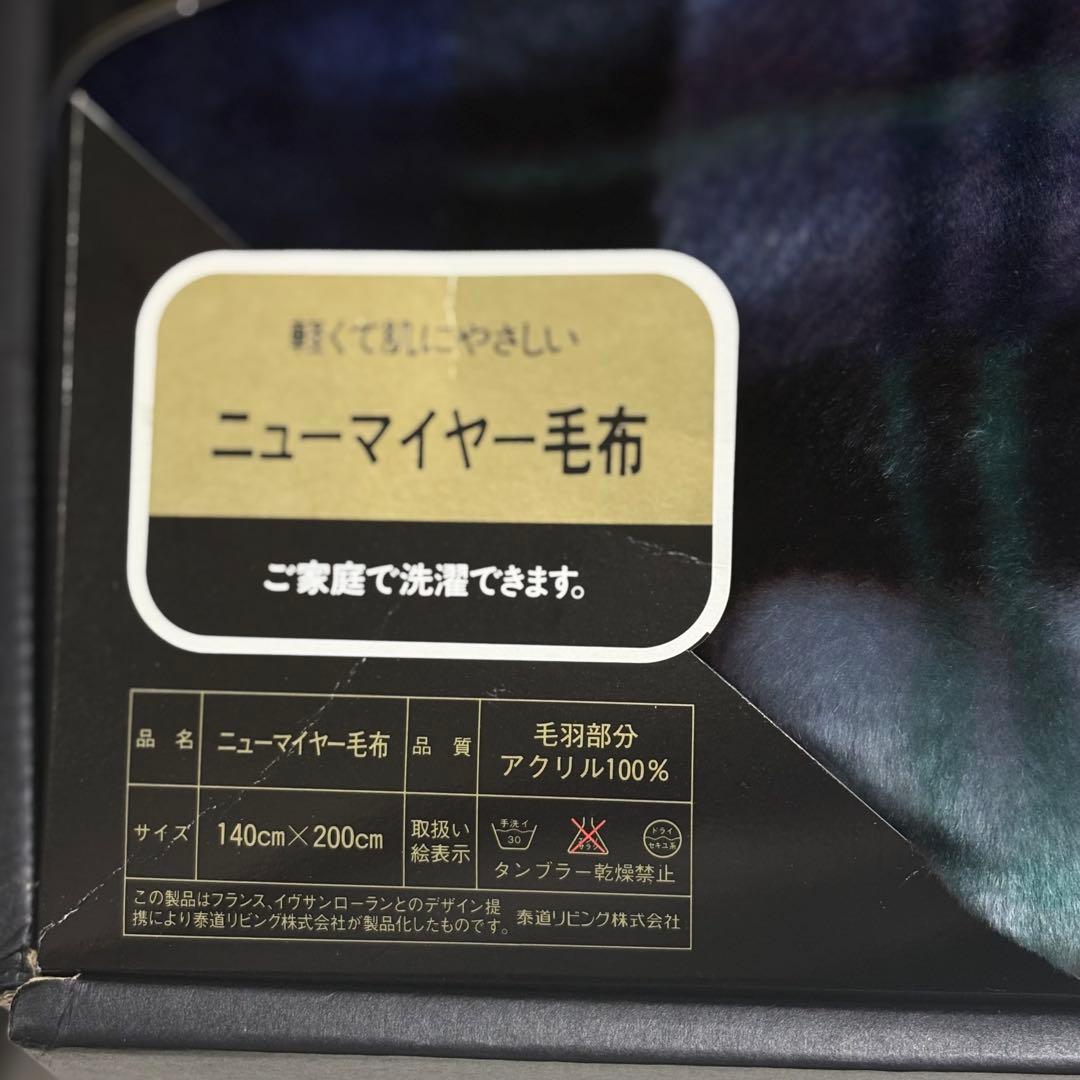 軽くて肌にやさしい
ニューマイヤー毛布
ご家庭で洗濯できます。
品名 ニューマイヤー毛布 品質 毛羽部分
アクリル100%
サイズ 140cm×200cm 取扱い
絵表示
手洗イ
30
ドライ
セキユ系
タンブラー乾燥禁止
この製品はフランス、イヴサンローランとのデザイン提
携により泰道リビング株式会社が製品化したものです。
泰道リビング株式会社